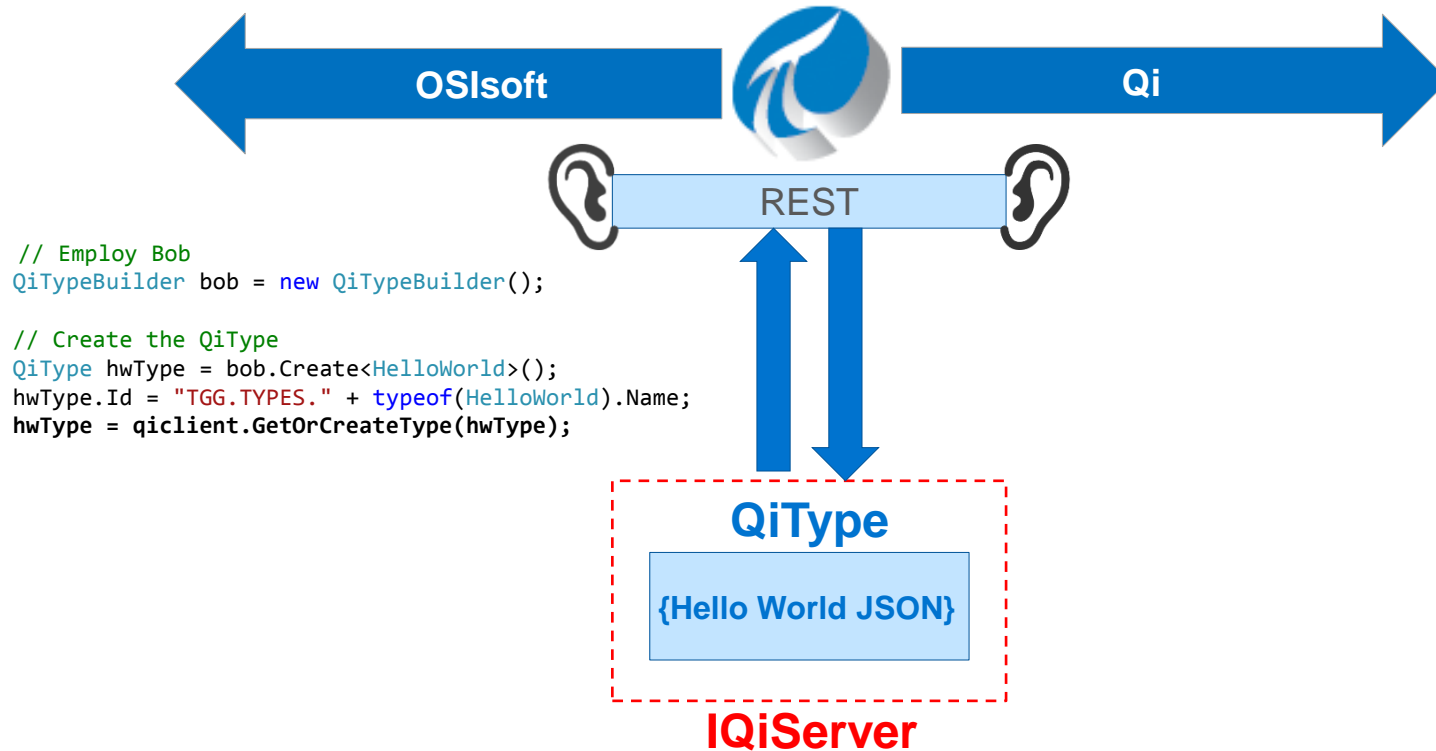 OSIsoft
Qi
REST
// Employ Bob
QiTypeBuilder bob = new QiTypeBuilder();
// Create the QiType
QiType hwType = bob.Create<HelloWorld>();
hwType.Id = "TGG.TYPES." + typeof(HelloWorld).Name;
hwType = qiclient.GetOrCreateType(hwType);
QiType
{Hello World JSON}
IQiServer